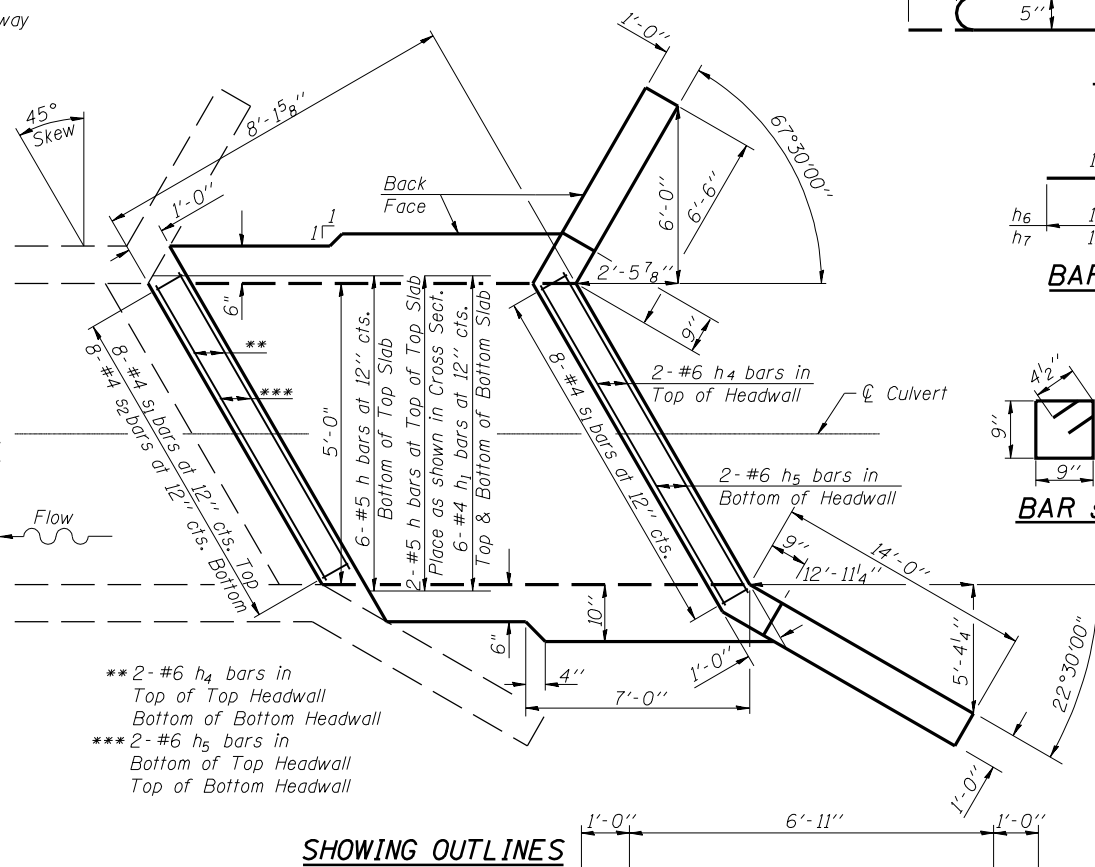 way
5"
45°
Skew
8'-1 5/8"
1'-0"
1'-0"
67°30'00"
6'-0"
6'-6"
Back
Face
1
1
2'-5 7/8"
9"
6"
**
***
8-#4 s1 bars at 12" cts. Top
8-#4 s2 bars at 12" cts. Bottom
5'-0"
6-#5 h bars at 12" cts.
Bottom of Top Slab
2-#5 h bars at Top of Top Slab
Place as shown in Cross Sect.
6-#4 h1 bars at 12" cts.
Top & Bottom of Bottom Slab
8-#4 s1 bars at 12" cts.
2-#6 h4 bars in
Top of Headwall
℄ Culvert
2-#6 h5 bars in
Bottom of Headwall
Flow
h6
h7
1
1
1
BAR
4 1/2"
9"
9"
BAR s
9"
14'-0"
12'-11 1/4"
10"
6"
4"
7'-0"
1'-0"
5'-4 1/4"
22°30'00"
1'-0"
** 2-#6 h4 bars in
Top of Top Headwall
Bottom of Bottom Headwall
*** 2-#6 h5 bars in
Bottom of Top Headwall
Top of Bottom Headwall
SHOWING OUTLINES
1'-0"
6'-11"
1'-0"